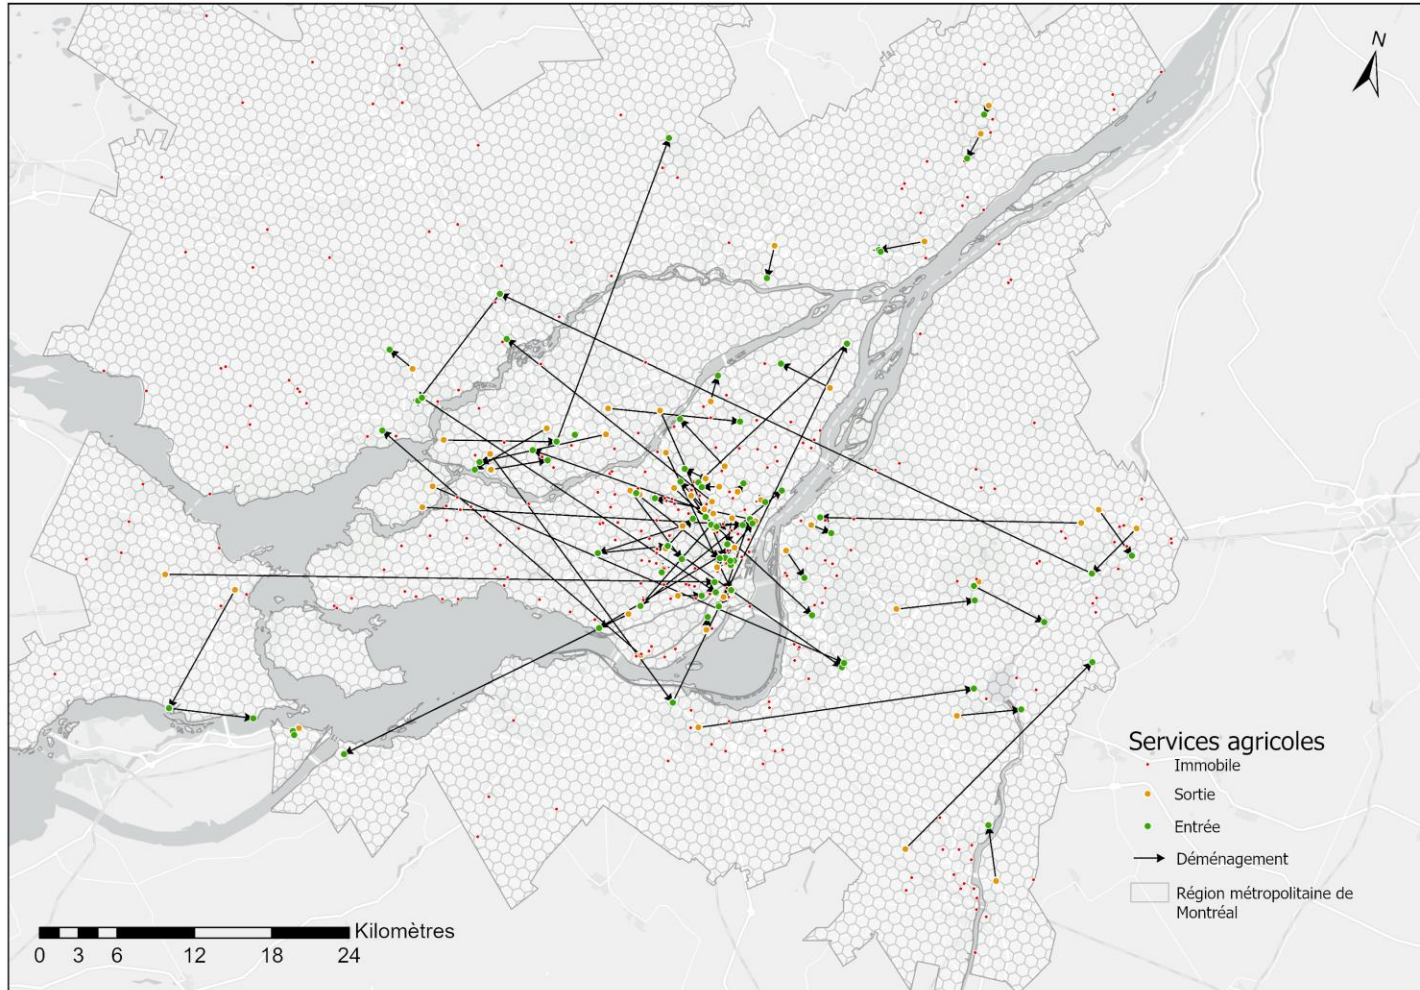 N
Services agricoles
Immobile
Sortie
Entrée
Déménagement
Région métropolitaine de
Montréal
Kilomètres
0 3 6 12 18 24